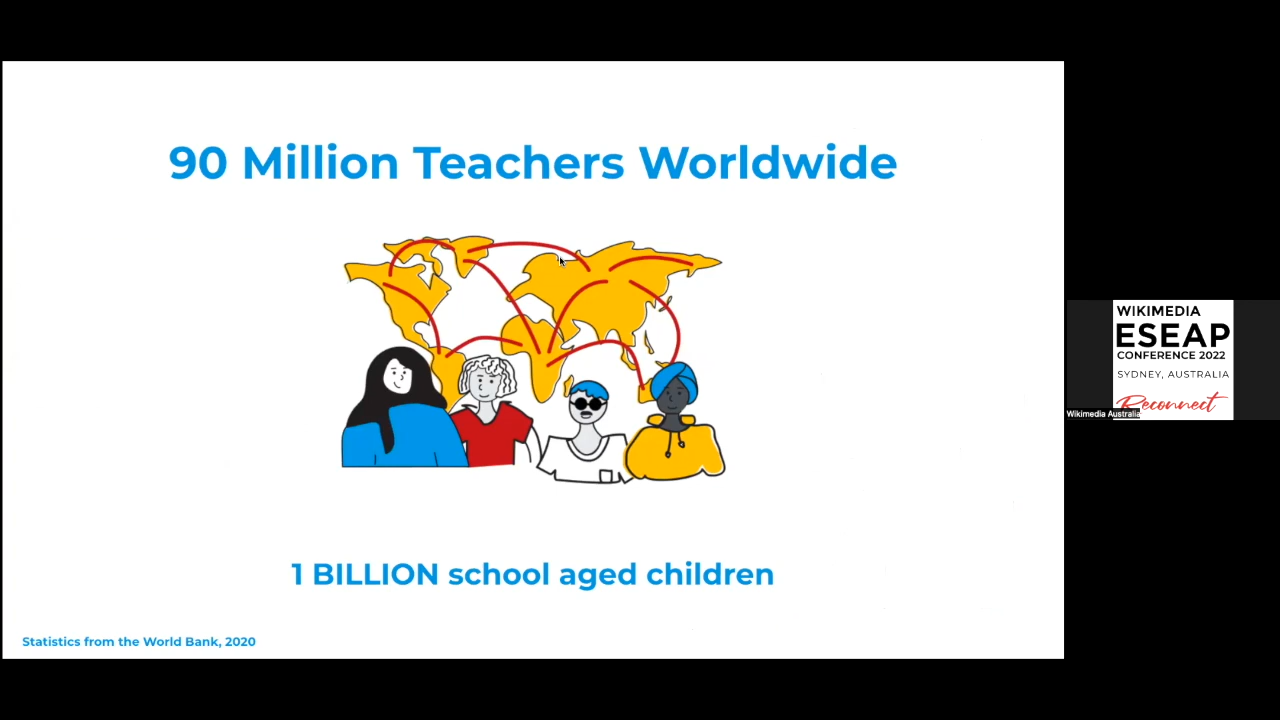 90 Million Teachers Worldwide
1 BILLION school aged children
Statistics from the World Bank, 2020
WIKIMEDIA
ESEAP
CONFERENCE 2022
SYDNEY, AUSTRALIA
Reconnect
Wikimedia Australia